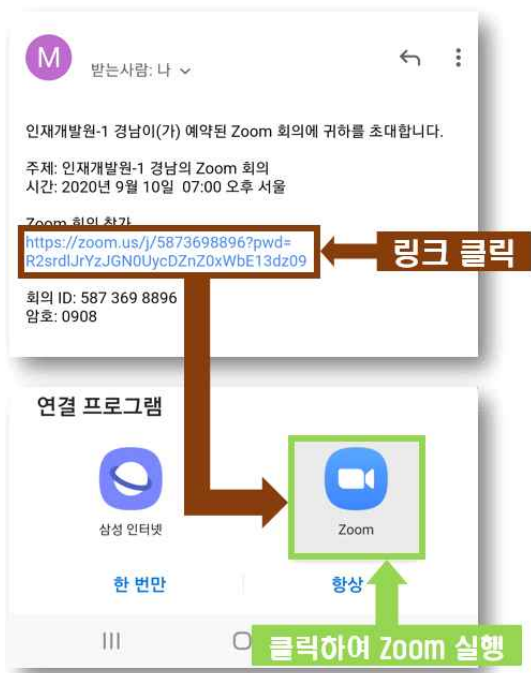 M
받는사람: 나
인재개발원-1 경남이(가) 예약된 Zoom 회의에 귀하를 초대합니다.
주제: 인재개발원-1 경남의 Zoom 회의
시간: 2020년 9월 10일 07:00 오후 서울
Zoom 회의 참가
https://zoom.us/j/5873698896?pwd=
R2srdlJrYzJGN0UycDZnZ0xWbE13dz09
링크 클릭
회의 ID: 587 369 8896
암호: 0908
연결 프로그램
삼성 인터넷
Zoom
한 번만
항상
클릭하여 Zoom 실행